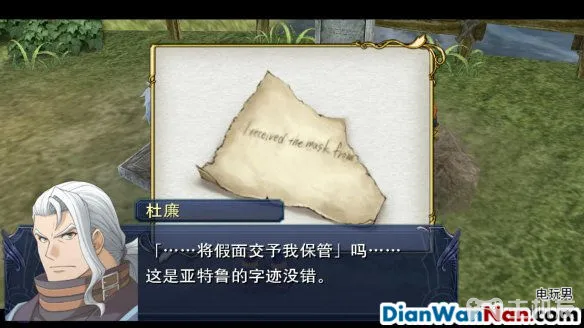 I received the mask from
杜廉
「……将假面交予我保管」吗……
这是亚特鲁的字迹没错。
电玩男
DianWanNan.com